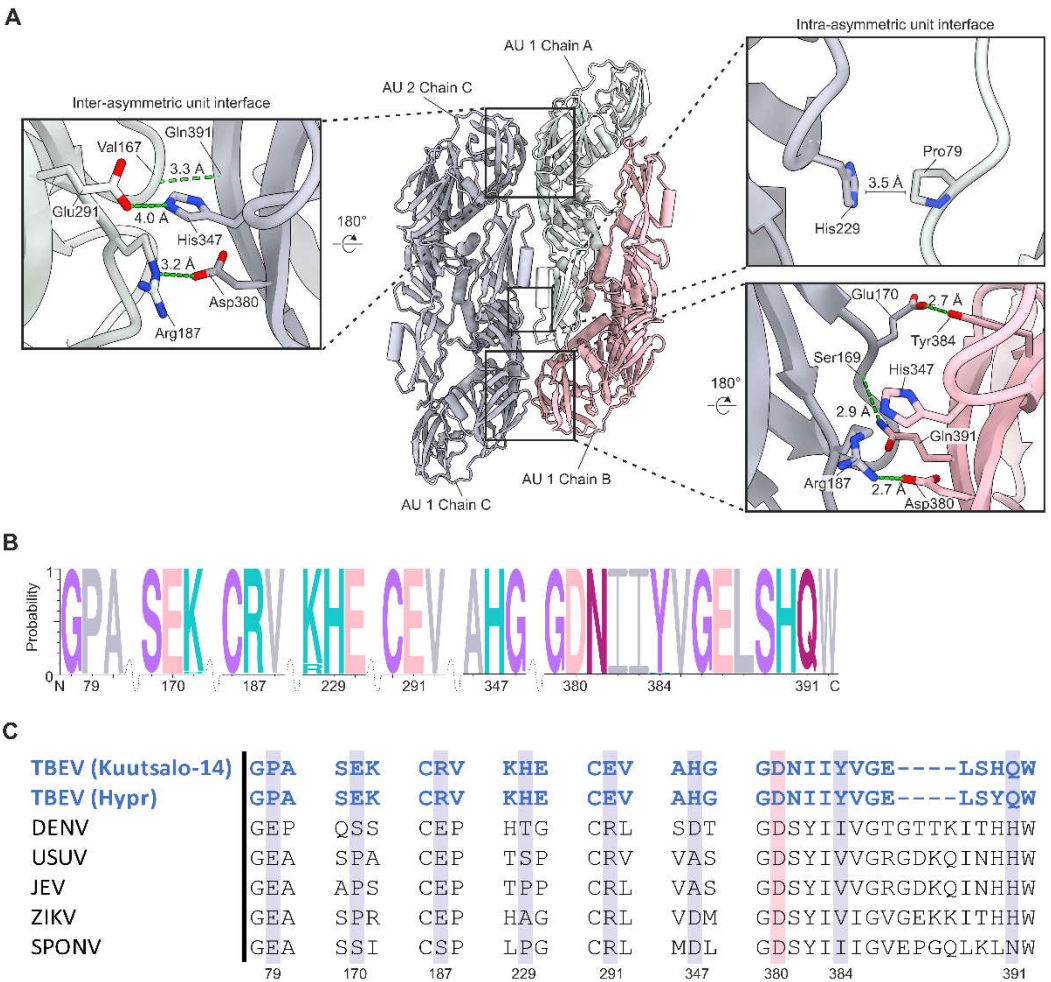 A
Inter-asymmetric unit interface
Val167
Gln391
3.3 Å
Glu291
4.0 Å
His347
3.2 Å
Asp380
Arg187
180°
AU 1 Chain A
AU 2 Chain C
AU 1 Chain C
AU 1 Chain B
Intra-asymmetric unit interface
Pro79
3.5 Å
His229
180°
Glu170
2.7 Å
Tyr384
Ser169
His347
2.9 Å
Gln391
Arg187
2.7 Å
Asp380
B
Probability
1
0
GPA SEK CRV KHE CEV AHG GDNIIYVGELSHQW
R
N 79 170 187 229 291 347 380 384 391 C
C
TBEV (Kuutsalo-14) GPA SEK CRV KHE CEV AHG GDNIIYVGE----LSHQW
TBEV (Hypr) GPA SEK CRV KHE CEV AHG GDNIIYVGE----LSYQW
DENV GEP QSS CEP HTG CRL SDT GDSYIIVGTGTTKITHHW
USUV GEA SPA CEP TSP CRV VAS GDSYIVVGRGDKQINHHW
JEV GEA APS CEP TPP CRL VAS GDSYIVVGRGDKQINHHW
ZIKV GEA SPR CEP HAG CRL VDM GDSYIVIGVGEKKITHHW
SPONV GEA SSI CSP LPG CRL MDL GDSYIIIGVEPGQLKLNW
79 170 187 229 291 347 380 384 391